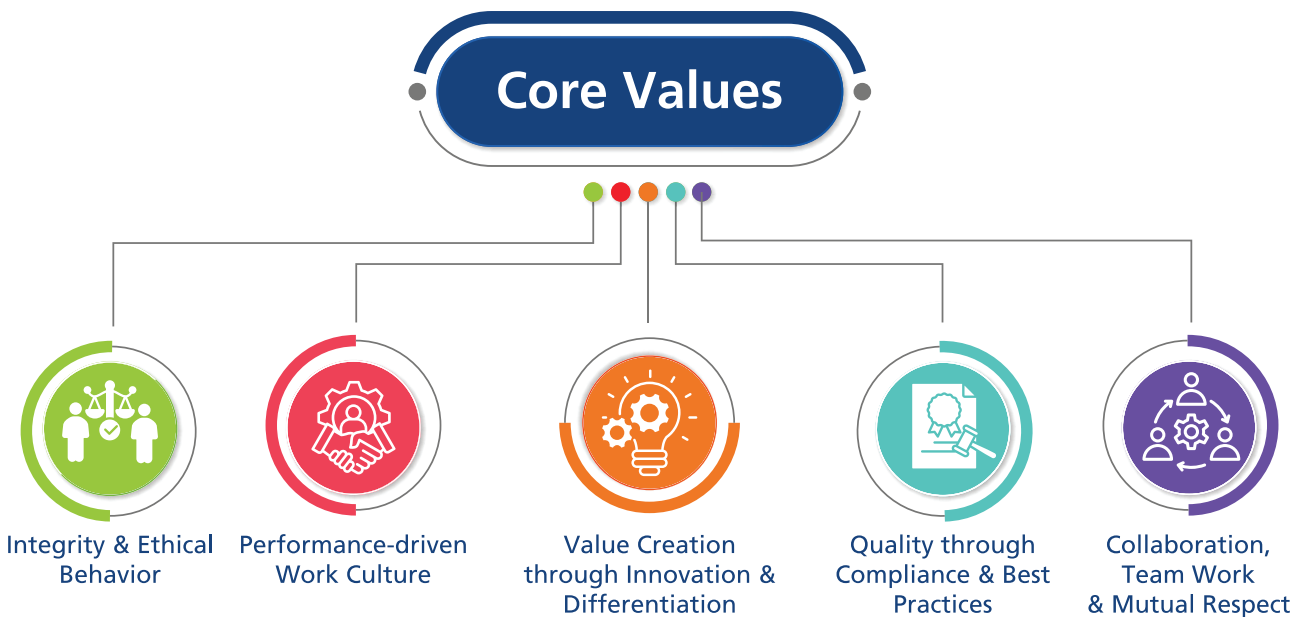 Core Values
Integrity & Ethical
Behavior
Performance-driven
Work Culture
Value Creation
through Innovation &
Differentiation
Quality through
Compliance & Best
Practices
Collaboration,
Team Work
& Mutual Respect